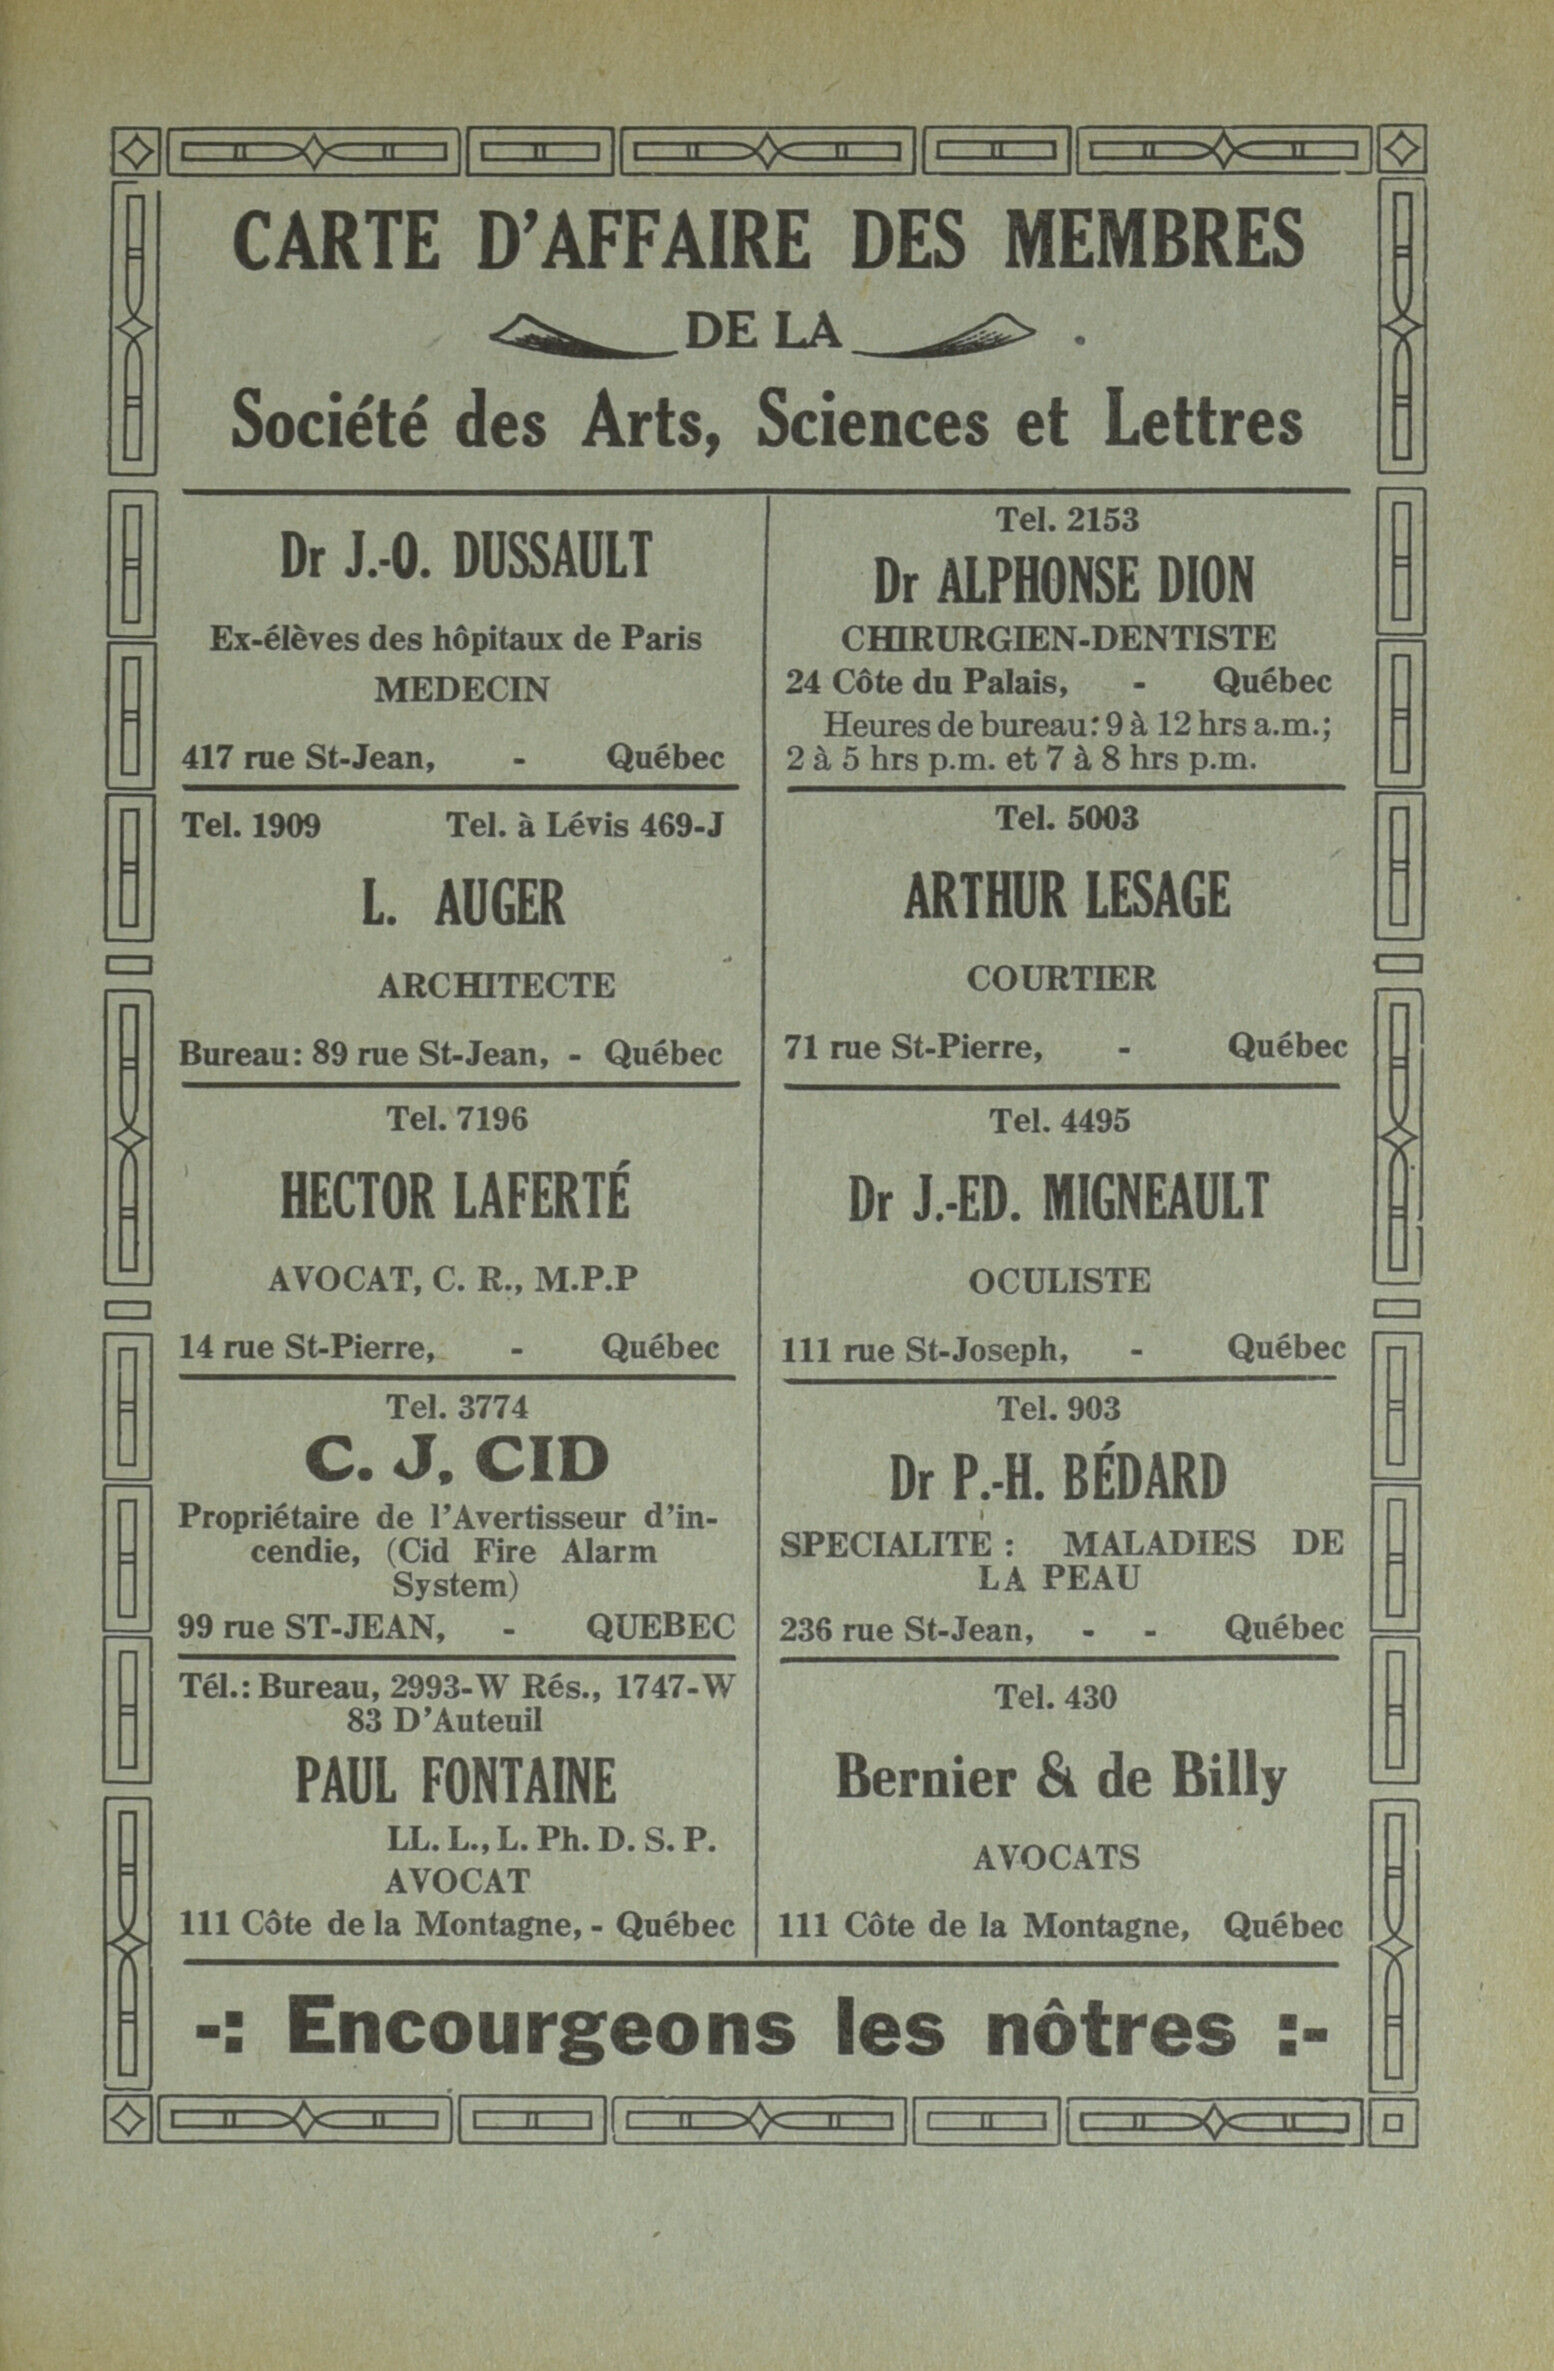 CARTE D'AFFAIRE DES MEMBRES
DE LA
Société des Arts, Sciences et Lettres
Dr J.-O. DUSSAULT
Ex-élèves des hôpitaux de Paris
MEDECIN
417 rue St-Jean, - Québec
Tel. 1909 Tel. à Lévis 469-J
L. AUGER
ARCHITECTE
Bureau: 89 rue St-Jean, - Québec
Tel. 7196
HECTOR LAFERTÉ
AVOCAT, C. R., M.P.P
14 rue St-Pierre, - Québec
Tel. 3774
C. J. CID
Propriétaire de l'Avertisseur d'in-
cendie, (Cid Fire Alarm
System)
99 rue ST-JEAN, - QUEBEC
Tél.: Bureau, 2993-W Rés., 1747-W
83 D'Auteuil
PAUL FONTAINE
LL. L., L. Ph. D. S. P.
AVOCAT
111 Côte de la Montagne, - Québec
Tel. 2153
Dr ALPHONSE DION
CHIRURGIEN-DENTISTE
24 Côte du Palais, - Québec
Heures de bureau: 9 à 12 hrs a.m.;
2 à 5 hrs p.m. et 7 à 8 hrs p.m.
Tel. 5003
ARTHUR LESAGE
COURTIER
71 rue St-Pierre, - Québec
Tel. 4495
Dr J.-ED. MIGNEAULT
OCULISTE
111 rue St-Joseph, - Québec
Tel. 903
Dr P.-H. BÉDARD
SPECIALITE : MALADIES DE
LA PEAU
236 rue St-Jean, - - Québec
Tel. 430
Bernier & de Billy
AVOCATS
111 Côte de la Montagne, Québec
-: Encourgeons les nôtres :-